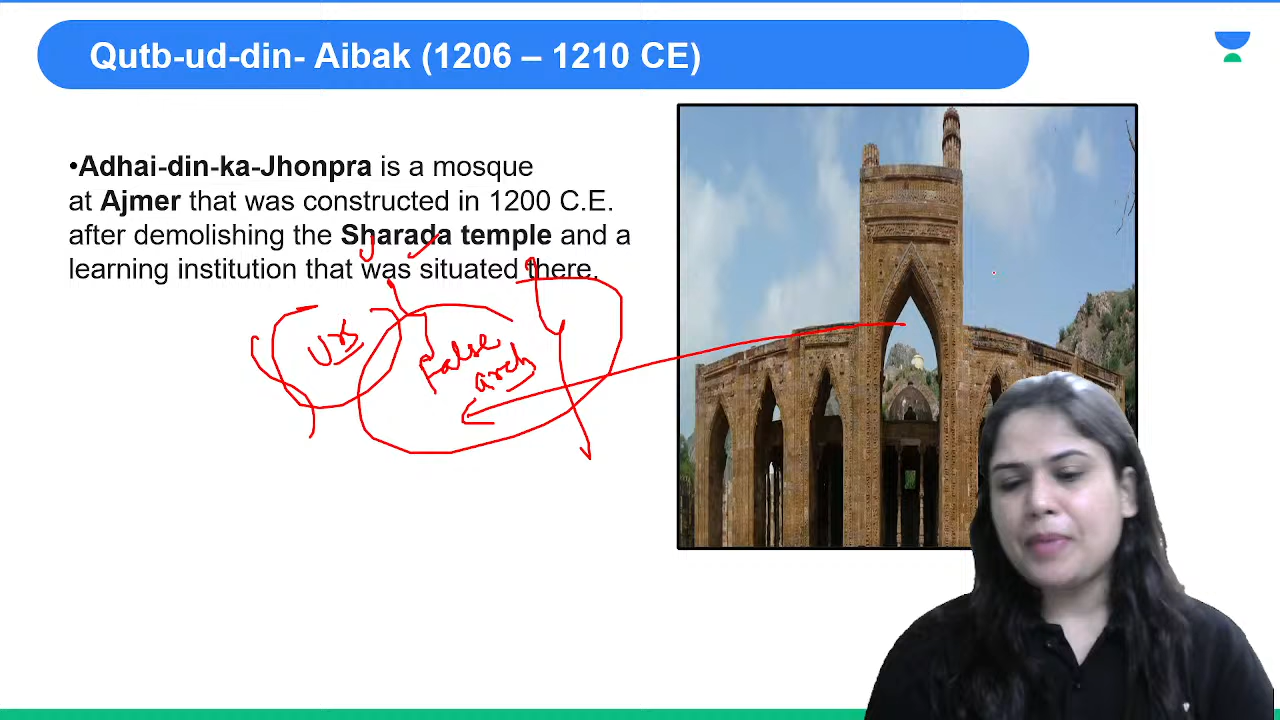 Qutb-ud-din- Aibak (1206 – 1210 CE)
•Adhai-din-ka-Jhonpra is a mosque
at Ajmer that was constructed in 1200 C.E.
after demolishing the Sharada temple and a
learning institution that was situated there.
False
arch